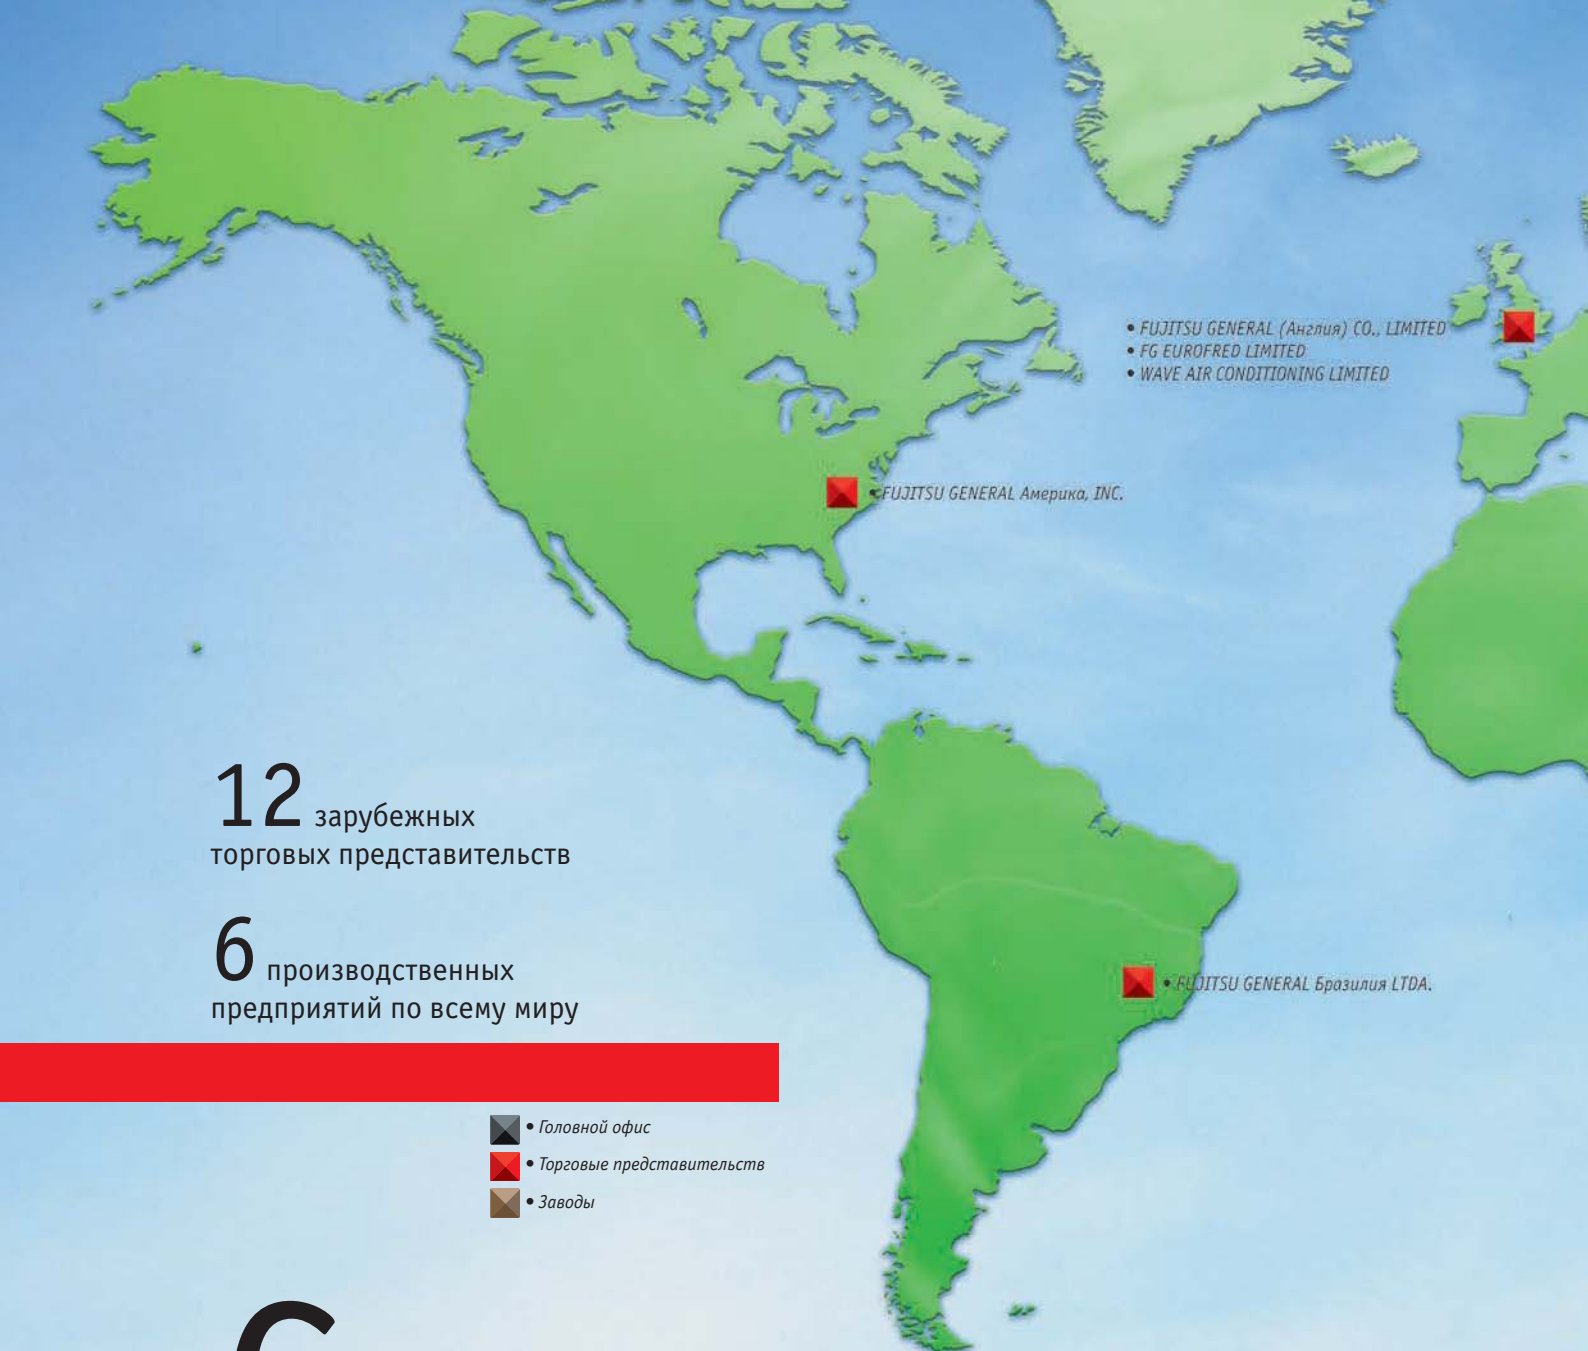 • FUJITSU GENERAL (Англия) CO., LIMITED
• FG EUROFRED LIMITED
• WAVE AIR CONDITIONING LIMITED
• FUJITSU GENERAL Америка, INC.
12 зарубежных
торговых представительств
6 производственных
предприятий по всему миру
• FUJITSU GENERAL Бразилия LTDA.
• Головной офис
• Торговые представительств
• Заводы